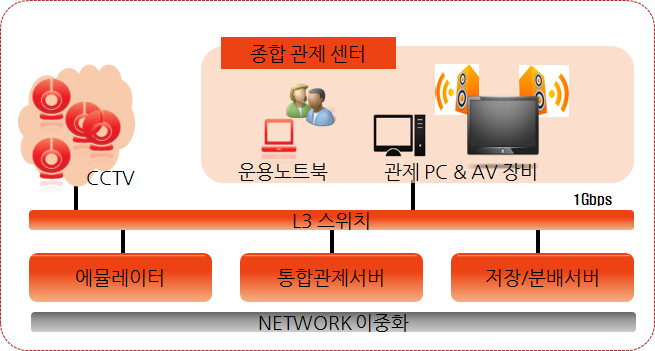 종합 관제 센터
CCTV
운용노트북
관제 PC & AV 장비
1Gbps
L3 스위치
에뮬레이터
통합관제서버
저장/분배서버
NETWORK 이중화